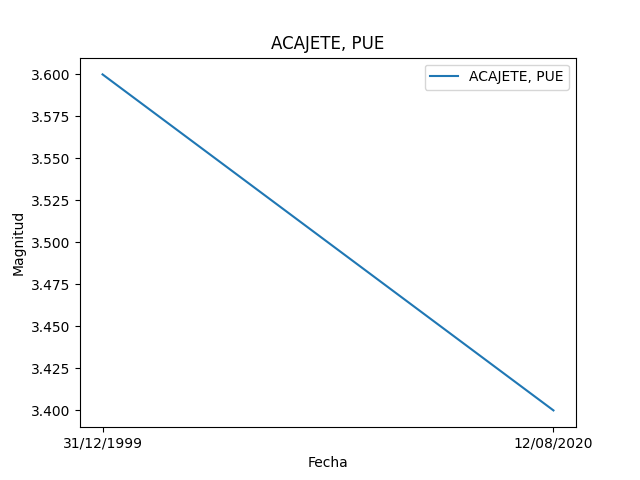 ACAJETE, PUE
ACAJETE, PUE
3.600
3.575
3.550
3.525
3.500
3.475
3.450
3.425
3.400
Magnitud
31/12/1999
12/08/2020
Fecha